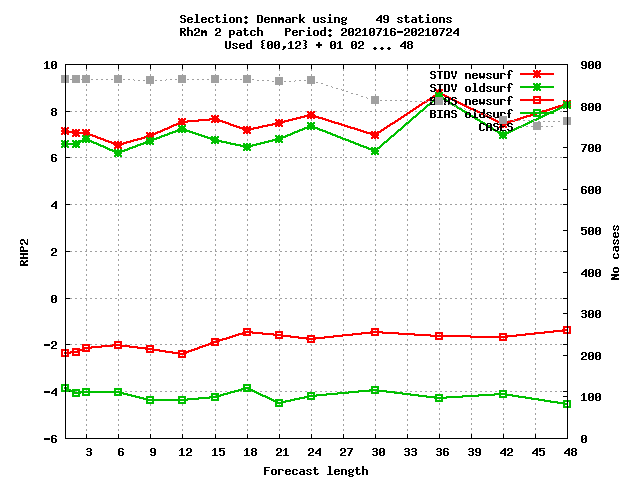 Selection: Denmark using    49 stations
Rh2m 2 patch   Period: 20210716-20210724
Used {00,12} + 01 02 ... 48
STDV newsurf
STDV oldsurf
BIAS newsurf
BIAS oldsurf
CASES
10
8
6
4
2
0
-2
-4
-6
900
800
700
600
500
400
300
200
100
0
RHP2
No cases
3 6 9 12 15 18 21 24 27 30 33 36 39 42 45 48
Forecast length